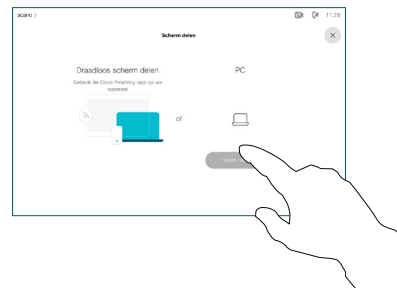 acano >
11:28
Scherm delen
Draadloos scherm delen
Gebruik de Cisco Proximity-app op uw
apparaat
of
PC